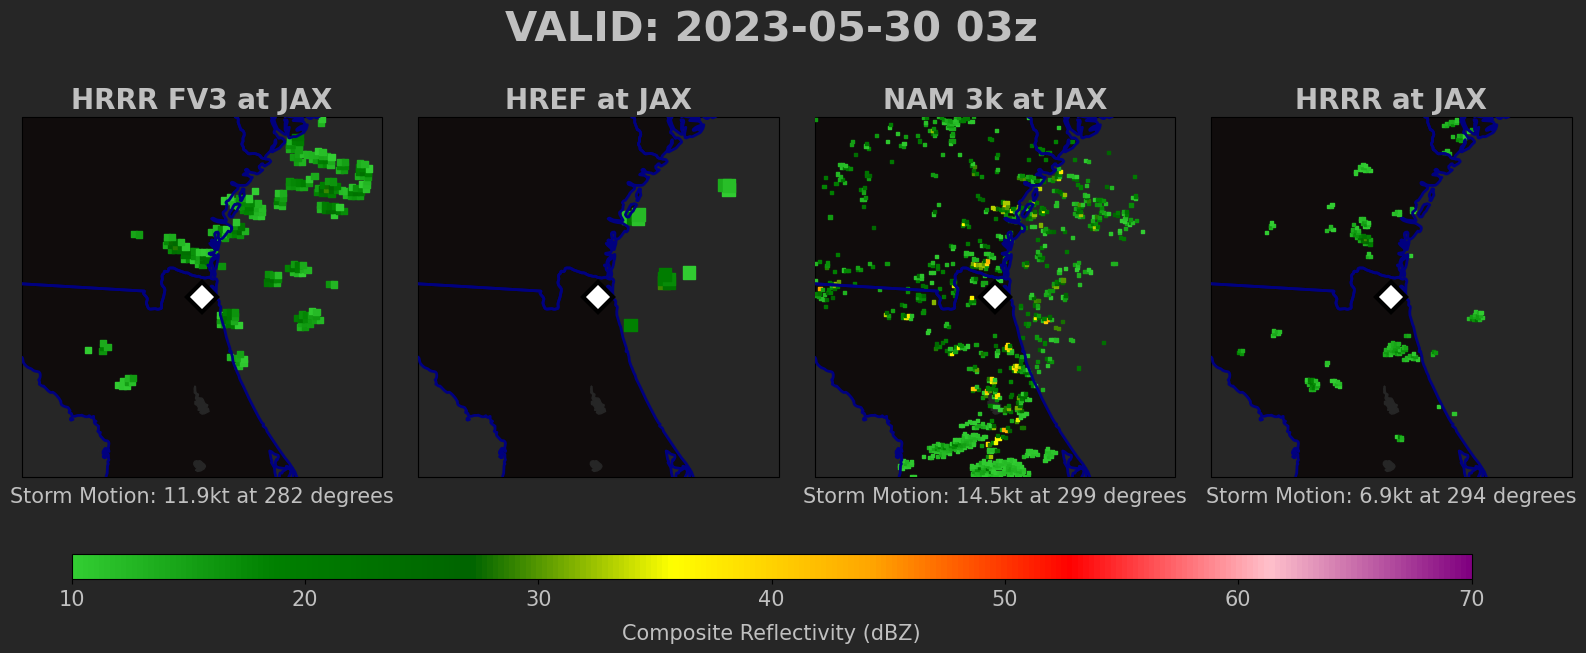 VALID: 2023-05-30 03z
HRRR FV3 at JAX
HREF at JAX
NAM 3k at JAX
HRRR at JAX
Storm Motion: 11.9kt at 282 degrees
Storm Motion: 14.5kt at 299 degrees
Storm Motion: 6.9kt at 294 degrees
10 20 30 40 50 60 70
Composite Reflectivity (dBZ)